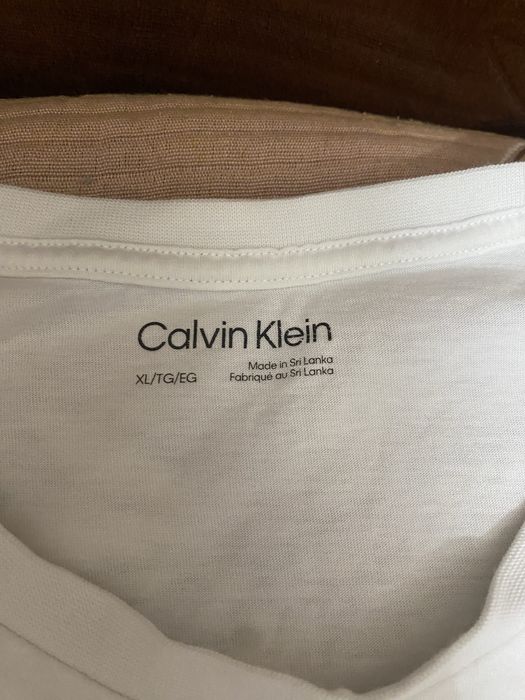 Calvin Klein
Made in Sri Lanka
XL/TG/EG
Fabriqué au Sri Lanka